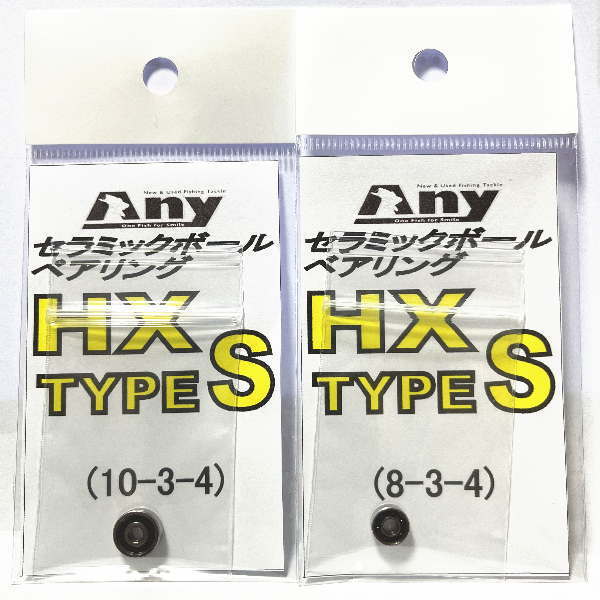 New & Used Fishing Tackle
Any
One Fish For Smile
セラミックボール
ベアリング
HX
TYPE S
(10-3-4)
New & Used Fishing Tackle
Any
One Fish For Smile
セラミックボール
ベアリング
HX
TYPE S
(8-3-4)